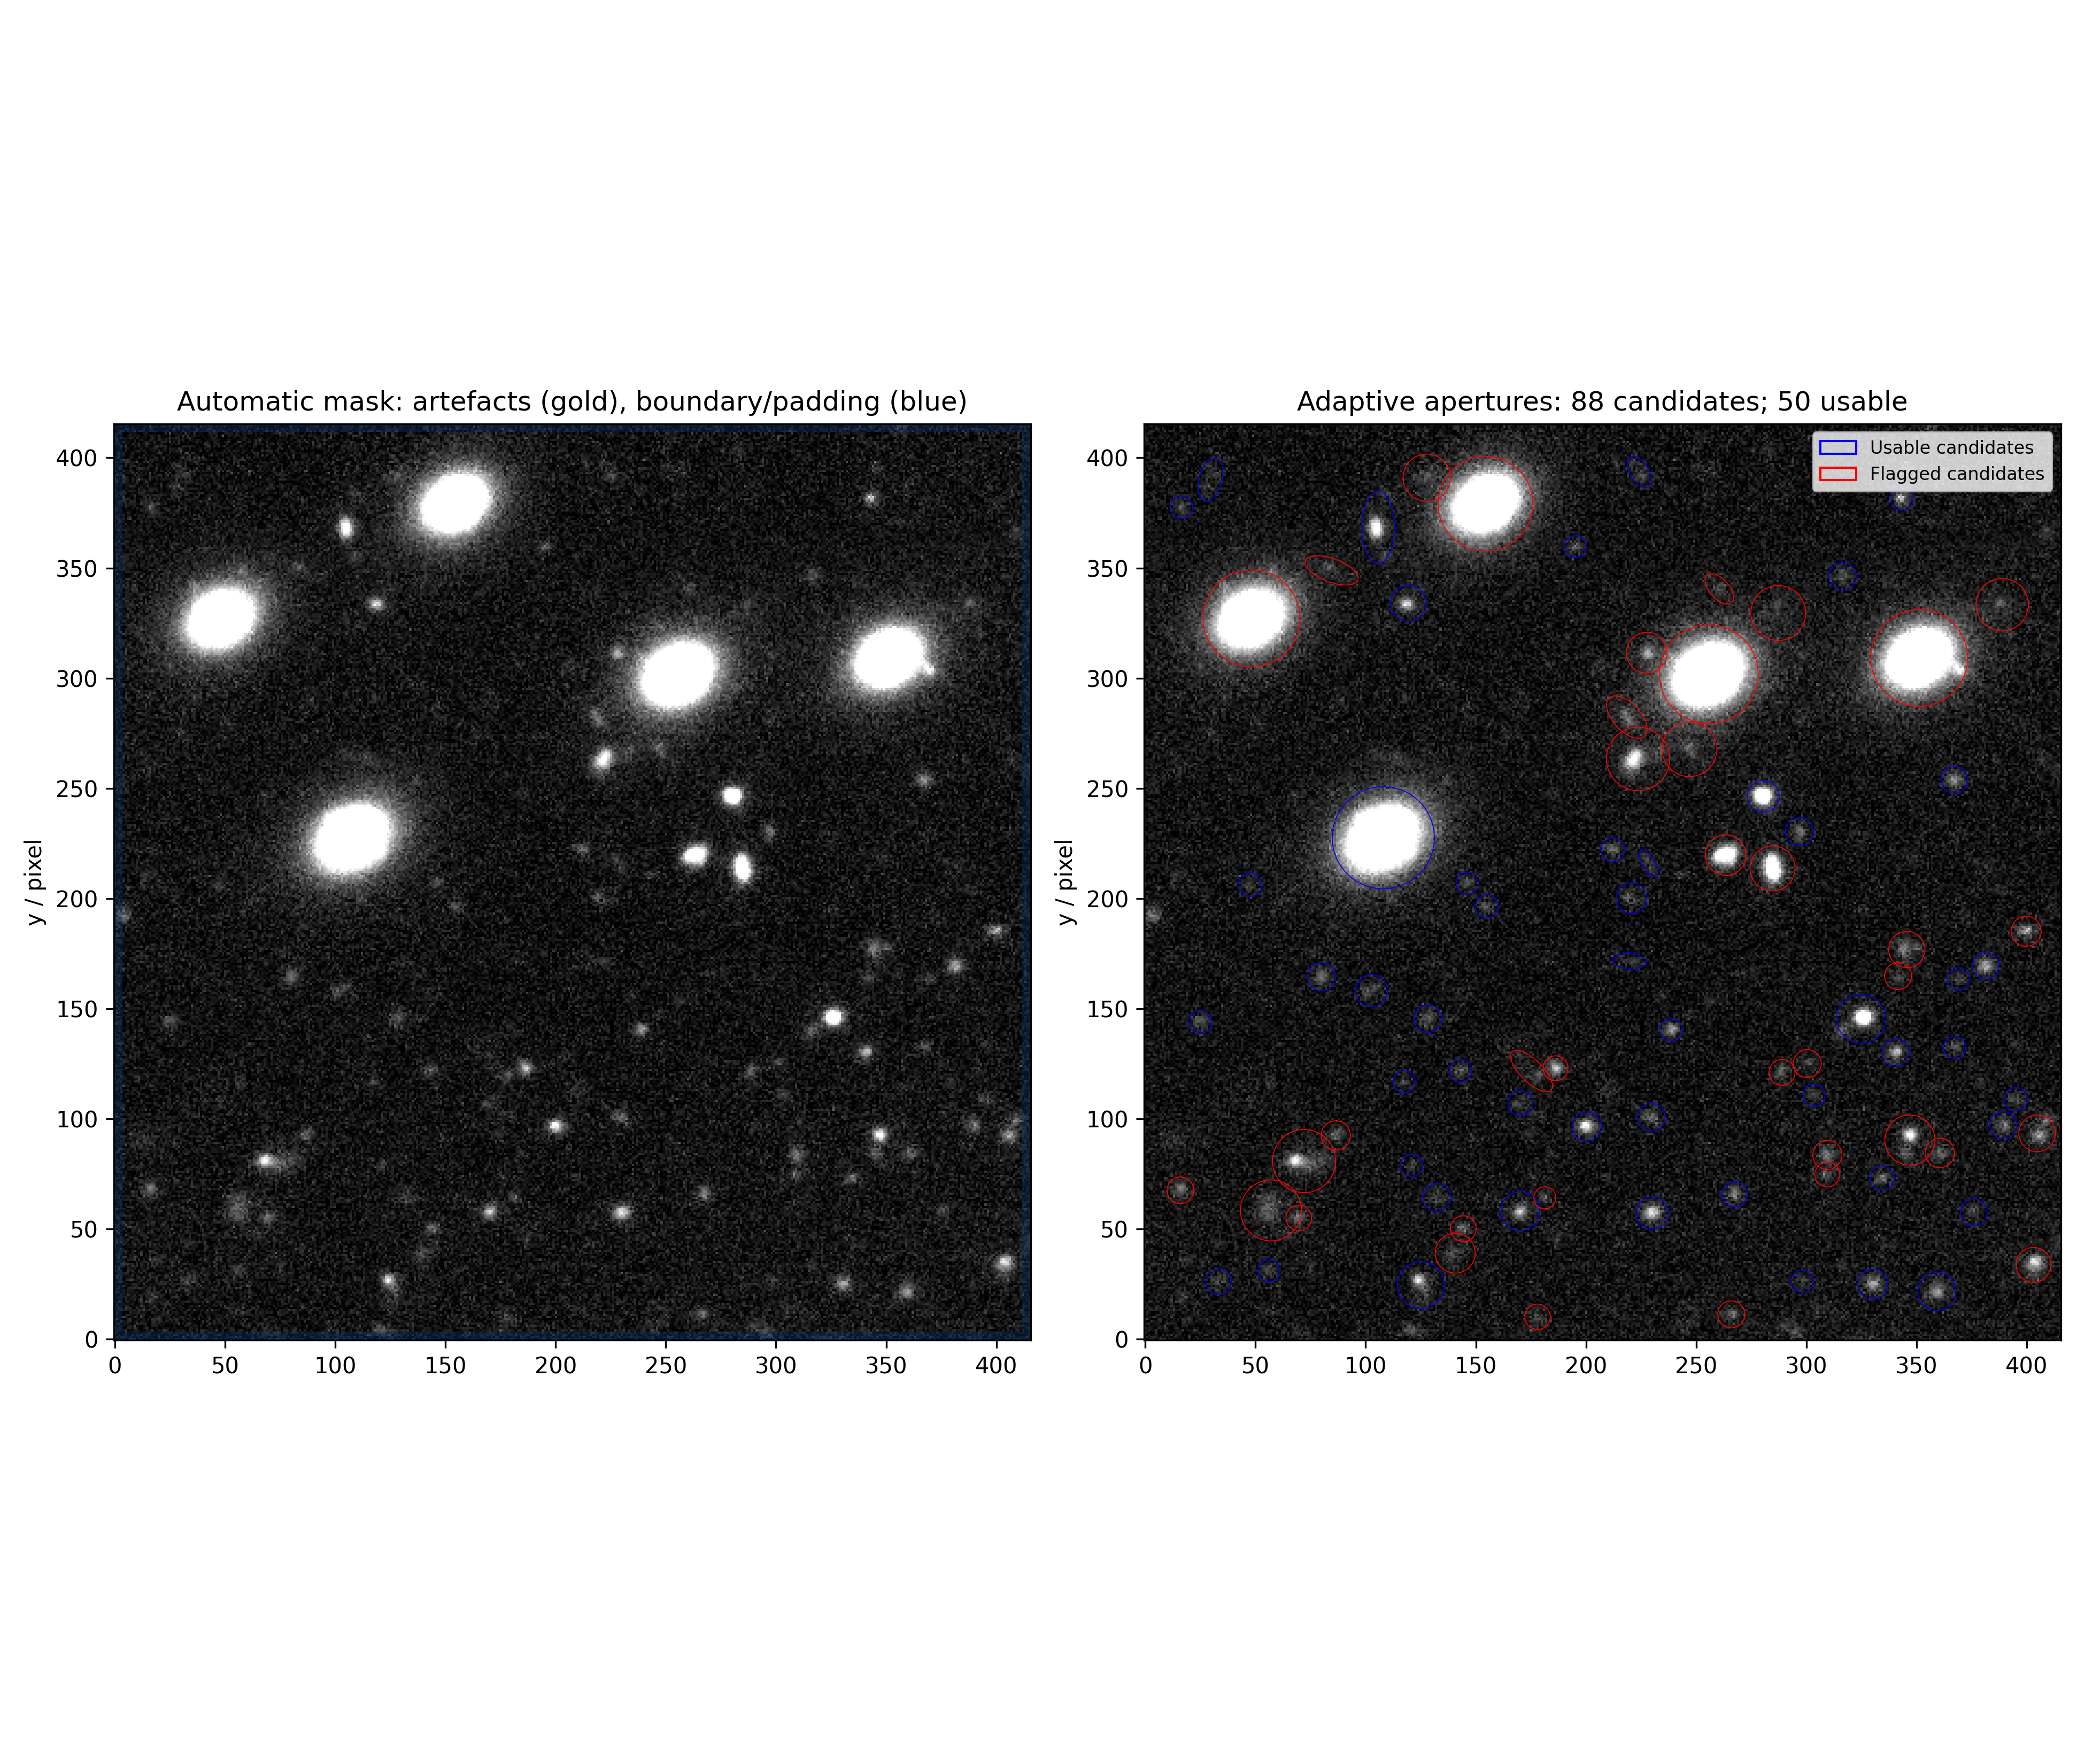 Automatic mask: artefacts (gold), boundary/padding (blue)
y / pixel
400
350
300
250
200
150
100
50
0
0 50 100 150 200 250 300 350 400
Adaptive apertures: 88 candidates; 50 usable
Usable candidates
Flagged candidates
y / pixel
400
350
300
250
200
150
100
50
0
0 50 100 150 200 250 300 350 400